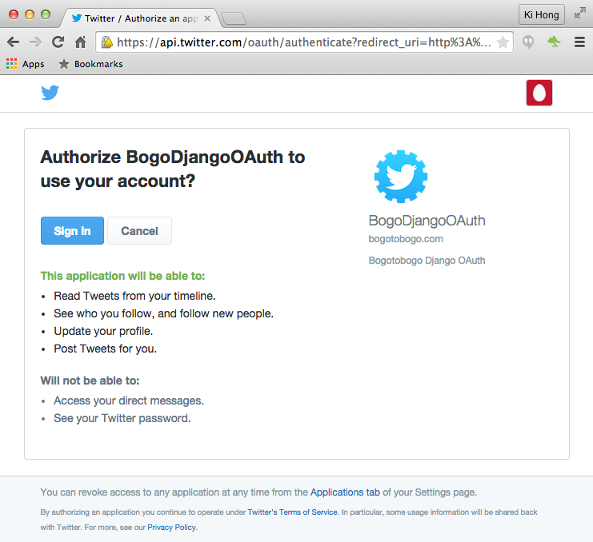 Twitter / Authorize an app
Ki Hong
https://api.twitter.com/oauth/authenticate?redirect_uri=http%3A%...
Apps Bookmarks
Authorize BogoDjangoOAuth to
use your account?
Sign In Cancel
This application will be able to:
• Read Tweets from your timeline.
• See who you follow, and follow new people.
• Update your profile.
• Post Tweets for you.
Will not be able to:
• Access your direct messages.
• See your Twitter password.
BogoDjangoOAuth
bogotobogo.com
Bogotobogo Django OAuth
You can revoke access to any application at any time from the Applications tab of your Settings page.
By authorizing an application you continue to operate under Twitter's Terms of Service. In particular, some usage information will be shared back
with Twitter. For more, see our Privacy Policy.